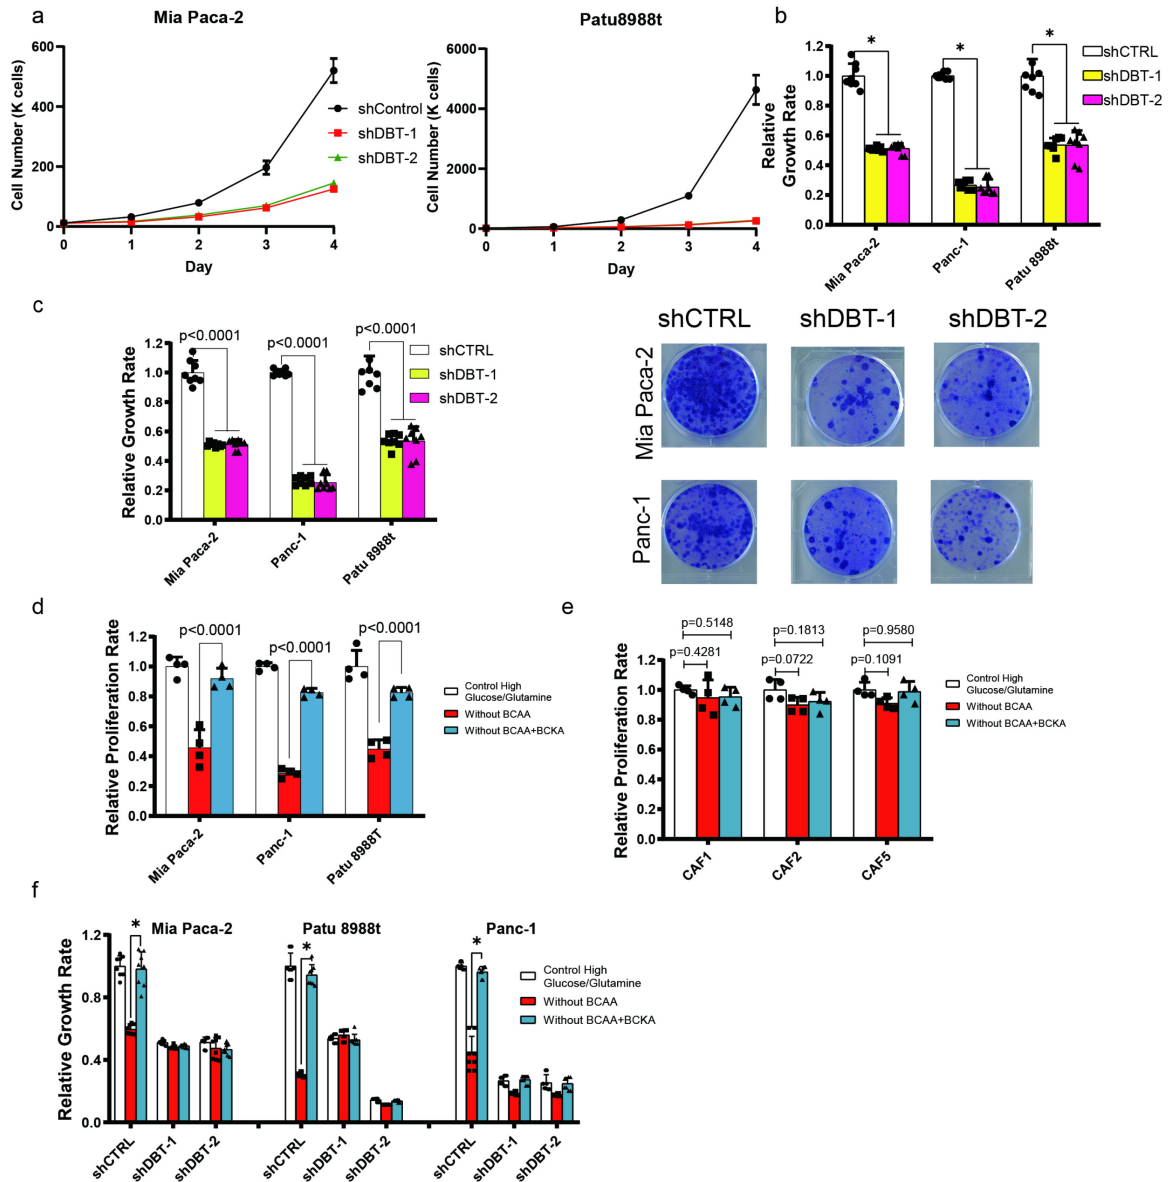 a
Mia Paca-2
Cell Number (K cells)
600
400
200
0
0 1 2 3 4
Day
shControl
shDBT-1
shDBT-2
Patu8988t
Cell Number (K cells)
6000
4000
2000
0
0 1 2 3 4
Day
b
Relative
Growth Rate
1.2
1.0
0.8
0.6
0.4
0.2
0.0
* * *
Mia Paca-2 Panc-1 Patu 8988t
shCTRL
shDBT-1
shDBT-2
c
Relative Growth Rate
1.2
1.0
0.8
0.6
0.4
0.2
0.0
p<0.0001 p<0.0001 p<0.0001
Mia Paca-2 Panc-1 Patu 8988t
shCTRL
shDBT-1
shDBT-2
shCTRL shDBT-1 shDBT-2
Mia Paca-2
Panc-1
d
Relative Proliferation Rate
1.2
1.0
0.8
0.6
0.4
0.2
0.0
p<0.0001 p<0.0001 p<0.0001
Mia Paca-2 Panc-1 Patu 8988T
Control High
Glucose/Glutamine
Without BCAA
Without BCAA+BCKA
e
Relative Proliferation Rate
1.2
1.0
0.8
0.6
0.4
0.2
0.0
p=0.5148 p=0.1813 p=0.9580
p=0.4281 p=0.0722 p=0.1091
CAF1 CAF2 CAF5
Control High
Glucose/Glutamine
Without BCAA
Without BCAA+BCKA
f
Relative Growth Rate
1.2
0.8
0.4
0.0
Mia Paca-2 Patu 8988t Panc-1
* * *
shCTRL shDBT-1 shDBT-2 shCTRL shDBT-1 shDBT-2 shCTRL shDBT-1 shDBT-2
Control High
Glucose/Glutamine
Without BCAA
Without BCAA+BCKA